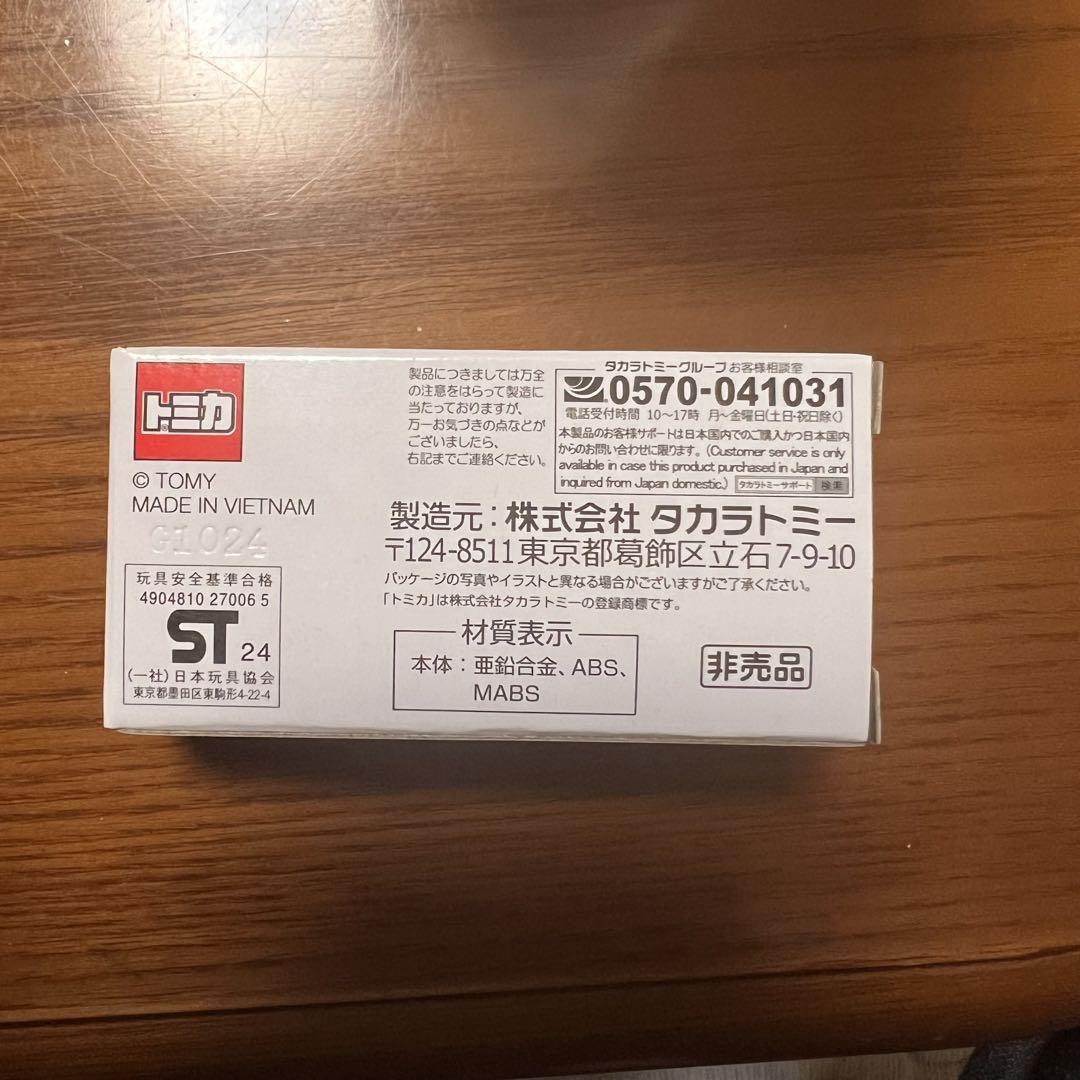 トミカ®
© TOMY
MADE IN VIETNAM
G1024
玩具安全基準合格
4904810 27006 5
ST 24
(一社)日本玩具協会
東京都墨田区東駒形4-22-4
製品につきましては万全
の注意をはらって製造に
当たっておりますが、
万一お気づきの点などが
ございましたら、
右記までご連絡ください。
タカラトミーグループお客様相談室
0570-041031
電話受付時間 10〜17時 月〜金曜日(土日・祝日除く)
本製品のお客様サポートは日本国内でのご購入かつ日本国内
からのお問い合わせに限ります。(Customer service is only
available in case this product purchased in Japan and
inquired from Japan domestic.) タカラトミーサポート 検索
製造元：株式会社 タカラトミー
〒124-8511東京都葛飾区立石7-9-10
パッケージの写真やイラストと異なる場合がございますがご了承ください。
「トミカ」は株式会社タカラトミーの登録商標です。
材質表示
本体：亜鉛合金、ABS、
MABS
非売品